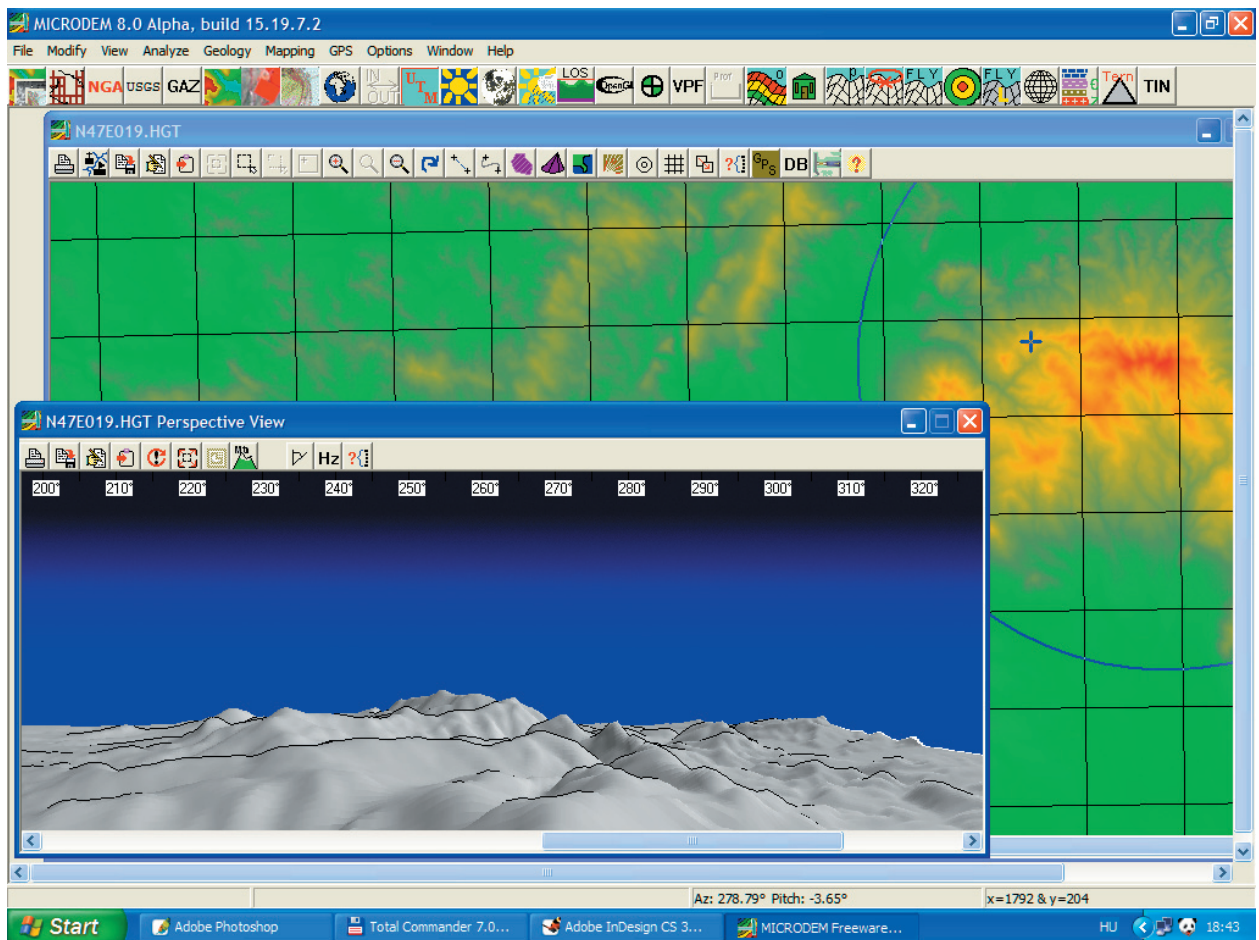 MICRODEM 8.0 Alpha, build 15.19.7.2
File Modify View Analyze Geology Mapping GPS Options Window Help
NGA USGS GAZ IN OUT UTM LOS OpenGl VPF Prof FLY FLY Tern TIN
N47E019.HGT
?{} GPS DB ?
N47E019.HGT Perspective View
Hz ?{}
200° 210° 220° 230° 240° 250° 260° 270° 280° 290° 300° 310° 320°
Az: 278.79° Pitch: -3.65° x=1792 & y=204
Start Adobe Photoshop Total Commander 7.0... Adobe InDesign CS 3... MICRODEM Freeware... HU 18:43